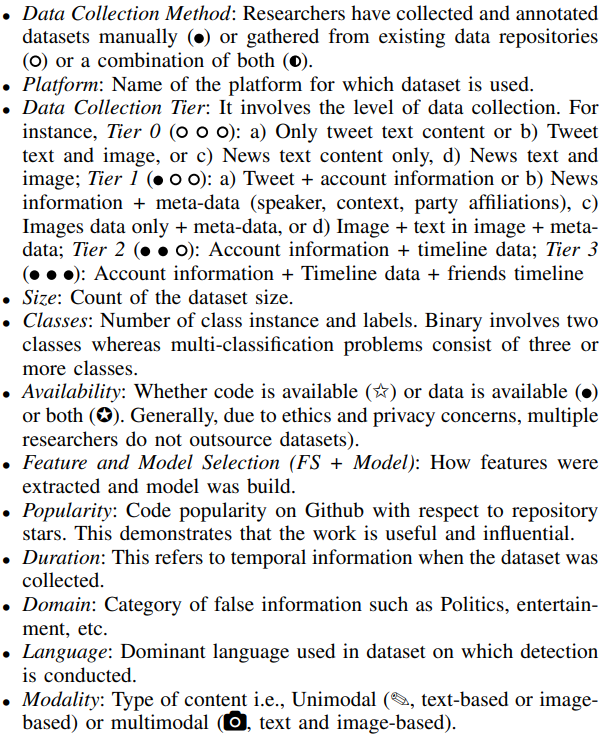 • Data Collection Method: Researchers have collected and annotated
datasets manually (●) or gathered from existing data repositories
(○) or a combination of both (◐).
• Platform: Name of the platform for which dataset is used.
• Data Collection Tier: It involves the level of data collection. For
instance, Tier 0 (○ ○ ○): a) Only tweet text content or b) Tweet
text and image, or c) News text content only, d) News text and
image; Tier 1 (● ○ ○): a) Tweet + account information or b) News
information + meta-data (speaker, context, party affiliations), c)
Images data only + meta-data, or d) Image + text in image + meta-
data; Tier 2 (● ● ○): Account information + timeline data; Tier 3
(● ● ●): Account information + Timeline data + friends timeline
• Size: Count of the dataset size.
• Classes: Number of class instance and labels. Binary involves two
classes whereas multi-classification problems consist of three or
more classes.
• Availability: Whether code is available (☆) or data is available (●)
or both (✪). Generally, due to ethics and privacy concerns, multiple
researchers do not outsource datasets).
• Feature and Model Selection (FS + Model): How features were
extracted and model was build.
• Popularity: Code popularity on Github with respect to repository
stars. This demonstrates that the work is useful and influential.
• Duration: This refers to temporal information when the dataset was
collected.
• Domain: Category of false information such as Politics, entertain-
ment, etc.
• Language: Dominant language used in dataset on which detection
is conducted.
• Modality: Type of content i.e., Unimodal (✎, text-based or image-
based) or multimodal (📷, text and image-based).